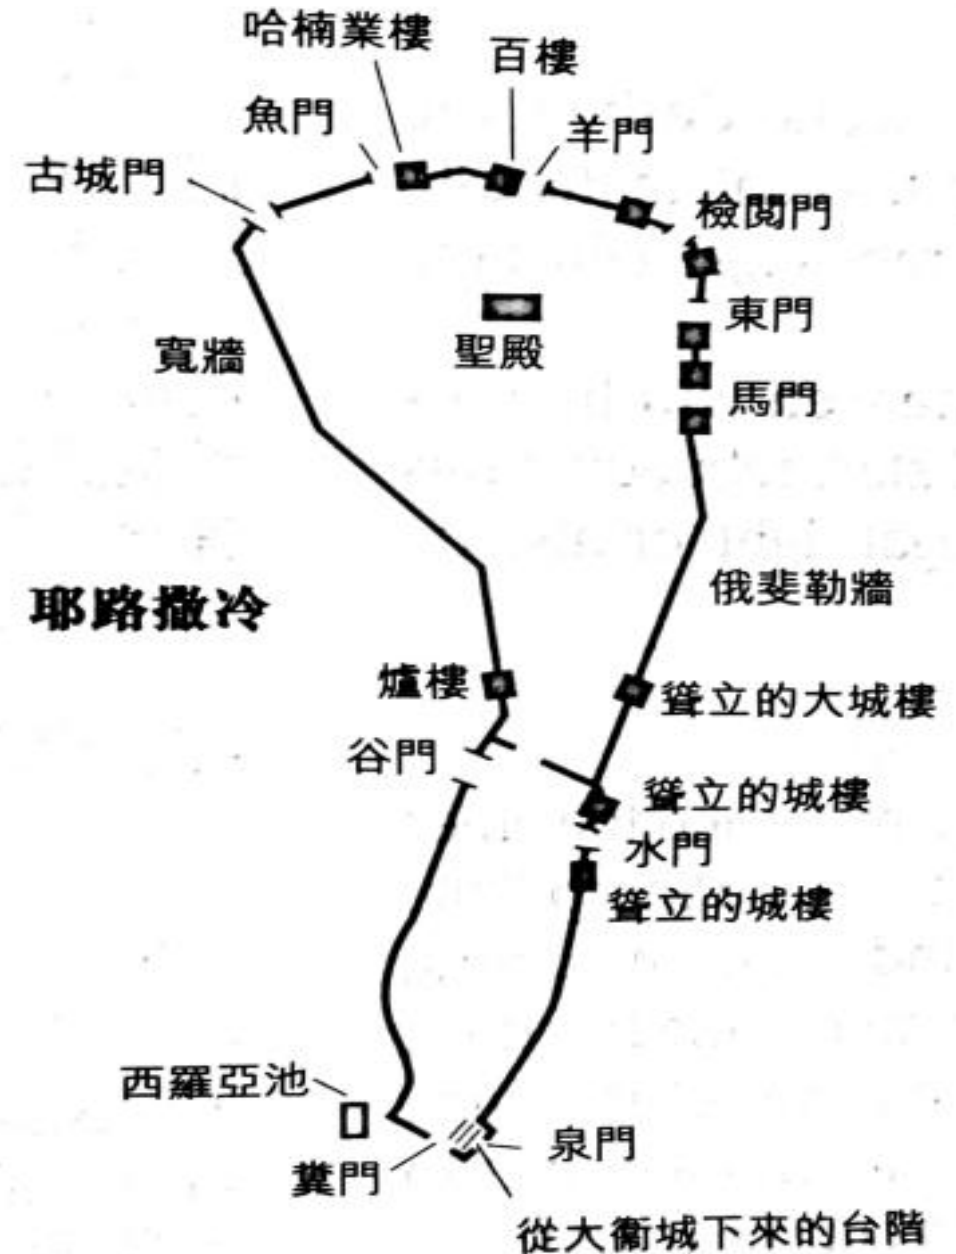 哈楠業樓
百樓
魚門
羊門
古城門
檢閱門
東門
寬牆
聖殿
馬門
俄斐勒牆
耶路撒冷
爐樓
聳立的大城樓
谷門
聳立的城樓
水門
聳立的城樓
西羅亞池
泉門
糞門
從大衞城下來的台階